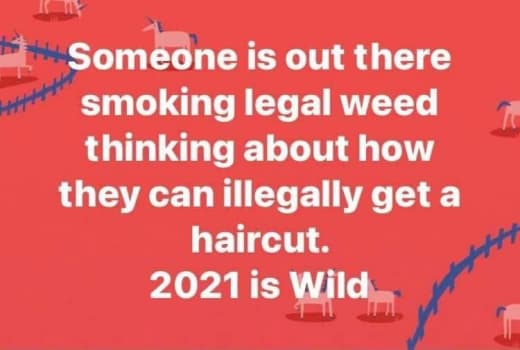 Someone is out there
smoking legal weed
thinking about how
they can illegally get a
haircut.
2021 is Wild